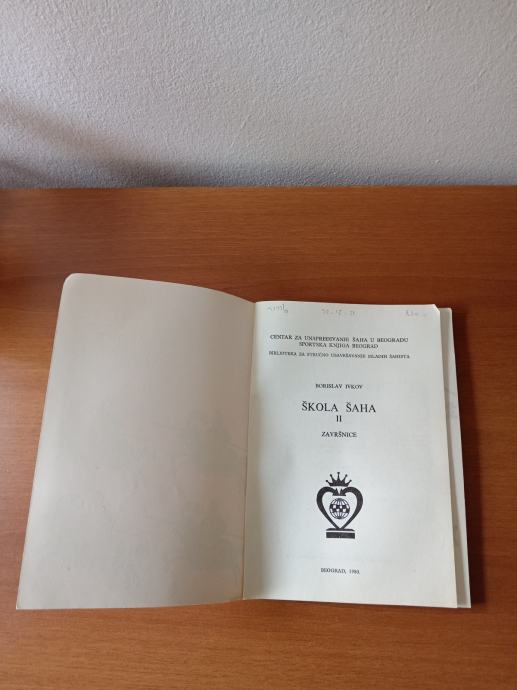 CENTAR ZA UNAPREĐIVANJE ŠAHA U BEOGRADU
SPORTSKA KNJIGA BEOGRAD
BIBLIOTEKA ZA STRUČNO USAVRŠAVANJE MLADIH ŠAHISTA
BORISLAV IVKOV
ŠKOLA ŠAHA
II
ZAVRŠNICE
BEOGRAD, 1980.